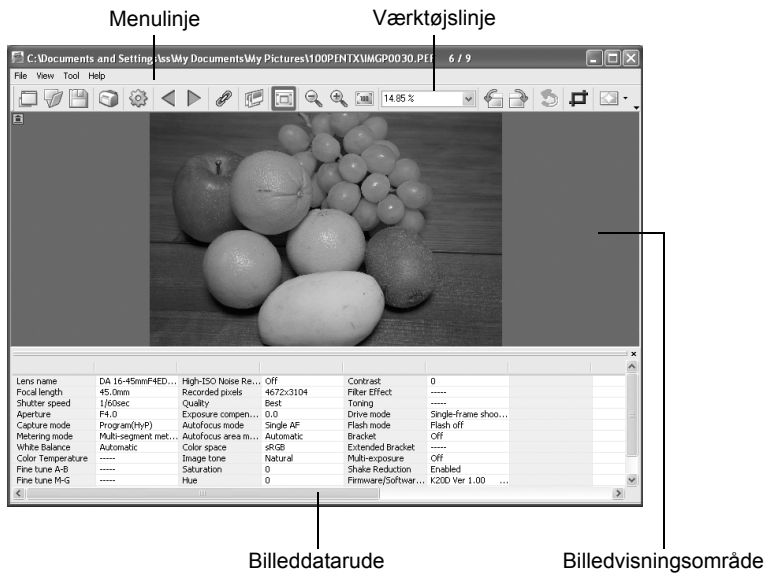 Menulinje
Værktøjslinje
C:\Documents and Settings\ss\My Documents\My Pictures\100PENTX\IMGP0030.PEF 6 / 9
File View Tool Help
14.85 %
Lens name DA 16-45mmF4ED... High-ISO Noise Re... Off Contrast 0
Focal length 45.0mm Recorded pixels 4672x3104 Filter Effect -----
Shutter speed 1/60sec Quality Best Toning -----
Aperture F4.0 Exposure compen... 0.0 Drive mode Single-frame shoo...
Capture mode Program(HyP) Autofocus mode Single AF Flash mode Flash off
Metering mode Multi-segment met... Autofocus area m... Automatic Bracket Off
White Balance Automatic Color space sRGB Extended Bracket -----
Color Temperature ----- Image tone Natural Multi-exposure Off
Fine tune A-B ----- Saturation 0 Shake Reduction Enabled
Fine tune M-G ----- Hue 0 Firmware/Softwar... K20D Ver 1.00 ...
Billeddatarude
Billedvisningsområde